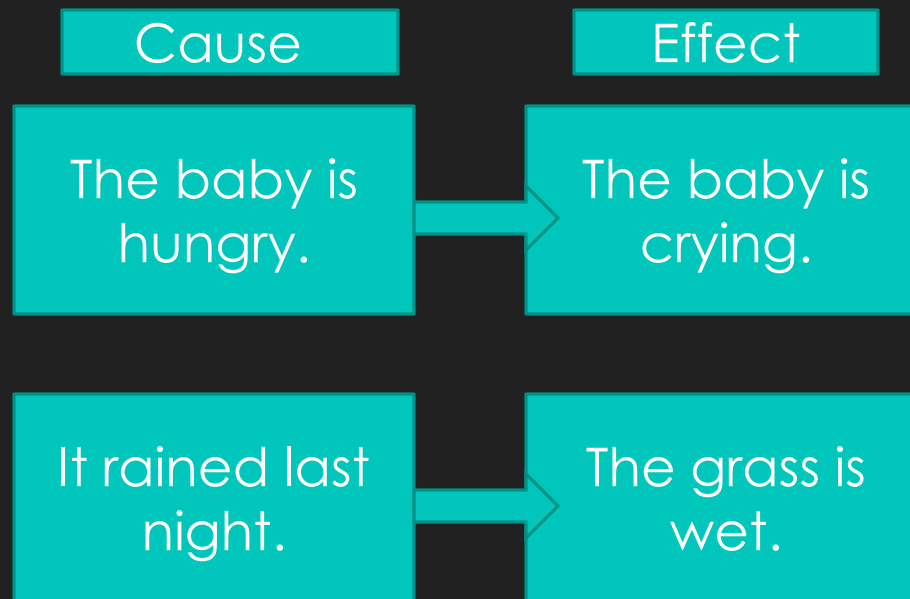 Cause
Effect
The baby is
hungry.
The baby is
crying.
It rained last
night.
The grass is
wet.